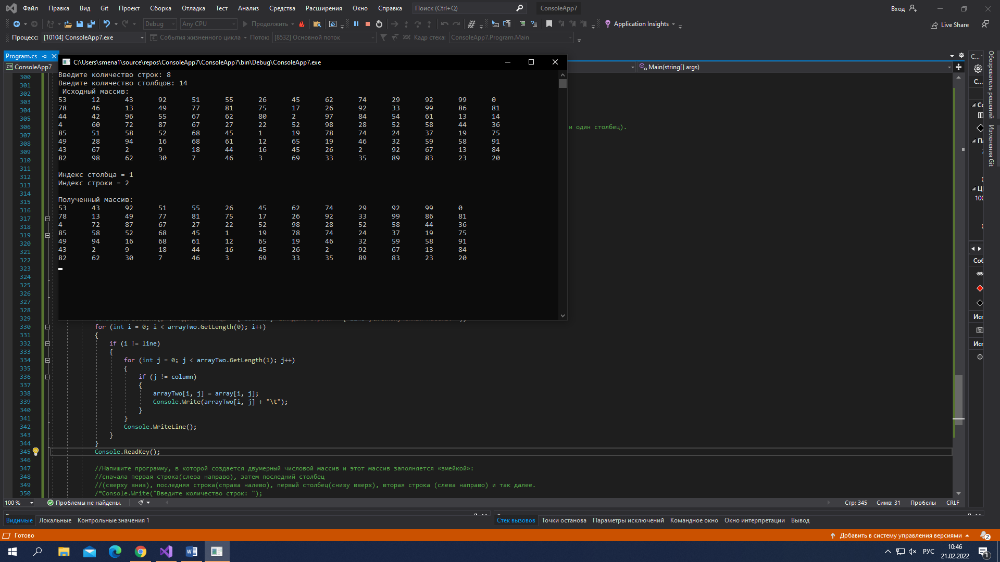 Файл Правка Вид Git Проект Сборка Отладка Тест Анализ Средства Расширения Окно Справка Поиск (Ctrl+Q) ConsoleApp7 Вход
Debug Any CPU Продолжить Application Insights Live Share
Процесс: [10104] ConsoleApp7.exe События жизненного цикла Поток: [8532] Основной поток Кадр стека: ConsoleApp7.Program.Main
Program.cs
ConsoleApp7
Main(string[] args)
C:\Users\smena1\source\repos\ConsoleApp7\ConsoleApp7\bin\Debug\ConsoleApp7.exe
Введите количество строк: 8
Введите количество столбцов: 14
Исходный массив:
53 12 43 92 51 55 26 45 62 74 29 92 99 0
78 46 13 49 77 81 75 17 26 92 33 99 86 81
44 42 96 55 67 62 80 2 97 84 54 61 13 14
4 60 72 87 67 27 22 52 98 28 52 58 44 36
85 51 58 52 68 45 1 19 78 74 24 37 19 75
49 28 94 16 68 61 12 65 19 46 32 59 58 91
43 67 2 9 18 44 16 45 26 2 92 67 13 84
82 98 62 30 7 46 3 69 33 35 89 83 23 20
Индекс столбца = 1
Индекс строки = 2
Полученный массив:
53 43 92 51 55 26 45 62 74 29 92 99 0
78 13 49 77 81 75 17 26 92 33 99 86 81
4 72 87 67 27 22 52 98 28 52 58 44 36
85 58 52 68 45 1 19 78 74 24 37 19 75
49 94 16 68 61 12 65 19 46 32 59 58 91
43 2 9 18 44 16 45 26 2 92 67 13 84
82 62 30 7 46 3 69 33 35 89 83 23 20
и один столбец).
300
301
302
303
304
305
306
307
308
309
310
311
312
313
314
315
316
317
318
319
320
321
322
323
324
325
326
327
328
329
330 for (int i = 0; i < arrayTwo.GetLength(0); i++)
331 {
332 if (i != line)
333 {
334 for (int j = 0; j < arrayTwo.GetLength(1); j++)
335 {
336 if (j != column)
337 {
338 arrayTwo[i, j] = array[i, j];
339 Console.Write(arrayTwo[i, j] + "\t");
340 }
341 }
342 Console.WriteLine();
343 }
344 }
345 Console.ReadKey();
346
347 //Напишите программу, в которой создается двумерный числовой массив и этот массив заполняется «змейкой»:
348 //сначала первая строка(слева направо), затем последний столбец
349 //(сверху вниз), последняя строка(справа налево), первый столбец(снизу вверх), вторая строка (слева направо) и так далее.
350 /*Console.Write("Введите количество строк: ");
Обозреватель решений
Изменения Git
100 % Проблемы не найдены. Стр: 345 Симв: 31 Пробелы CRLF
Видимые Локальные Контрольные значения 1
Стек вызовов Точки останова Параметры исключений Командное окно Окно интерпретации Вывод
Готово Добавить в систему управления версиями 2
РУС 10:46
21.02.2022 1